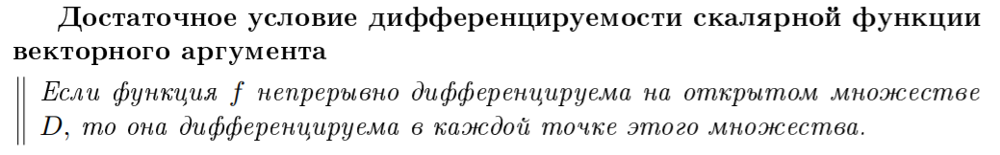 Достаточное условие дифференцируемости скалярной функции
векторного аргумента
Если функция f непрерывно дифференцируема на открытом множестве
D, то она дифференцируема в каждой точке этого множества.